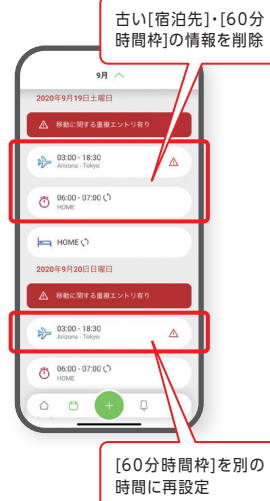 古い[宿泊先]・[60分
時間枠]の情報を削除
9月
2020年9月19日土曜日
移動に関する重複エントリ有り
03:00 - 18:30
Arizona - Tokyo
06:00 - 07:00
HOME
HOME
2020年9月20日日曜日
移動に関する重複エントリ有り
03:00 - 18:30
Arizona - Tokyo
06:00 - 07:00
HOME
[60分時間枠]を別の
時間に再設定